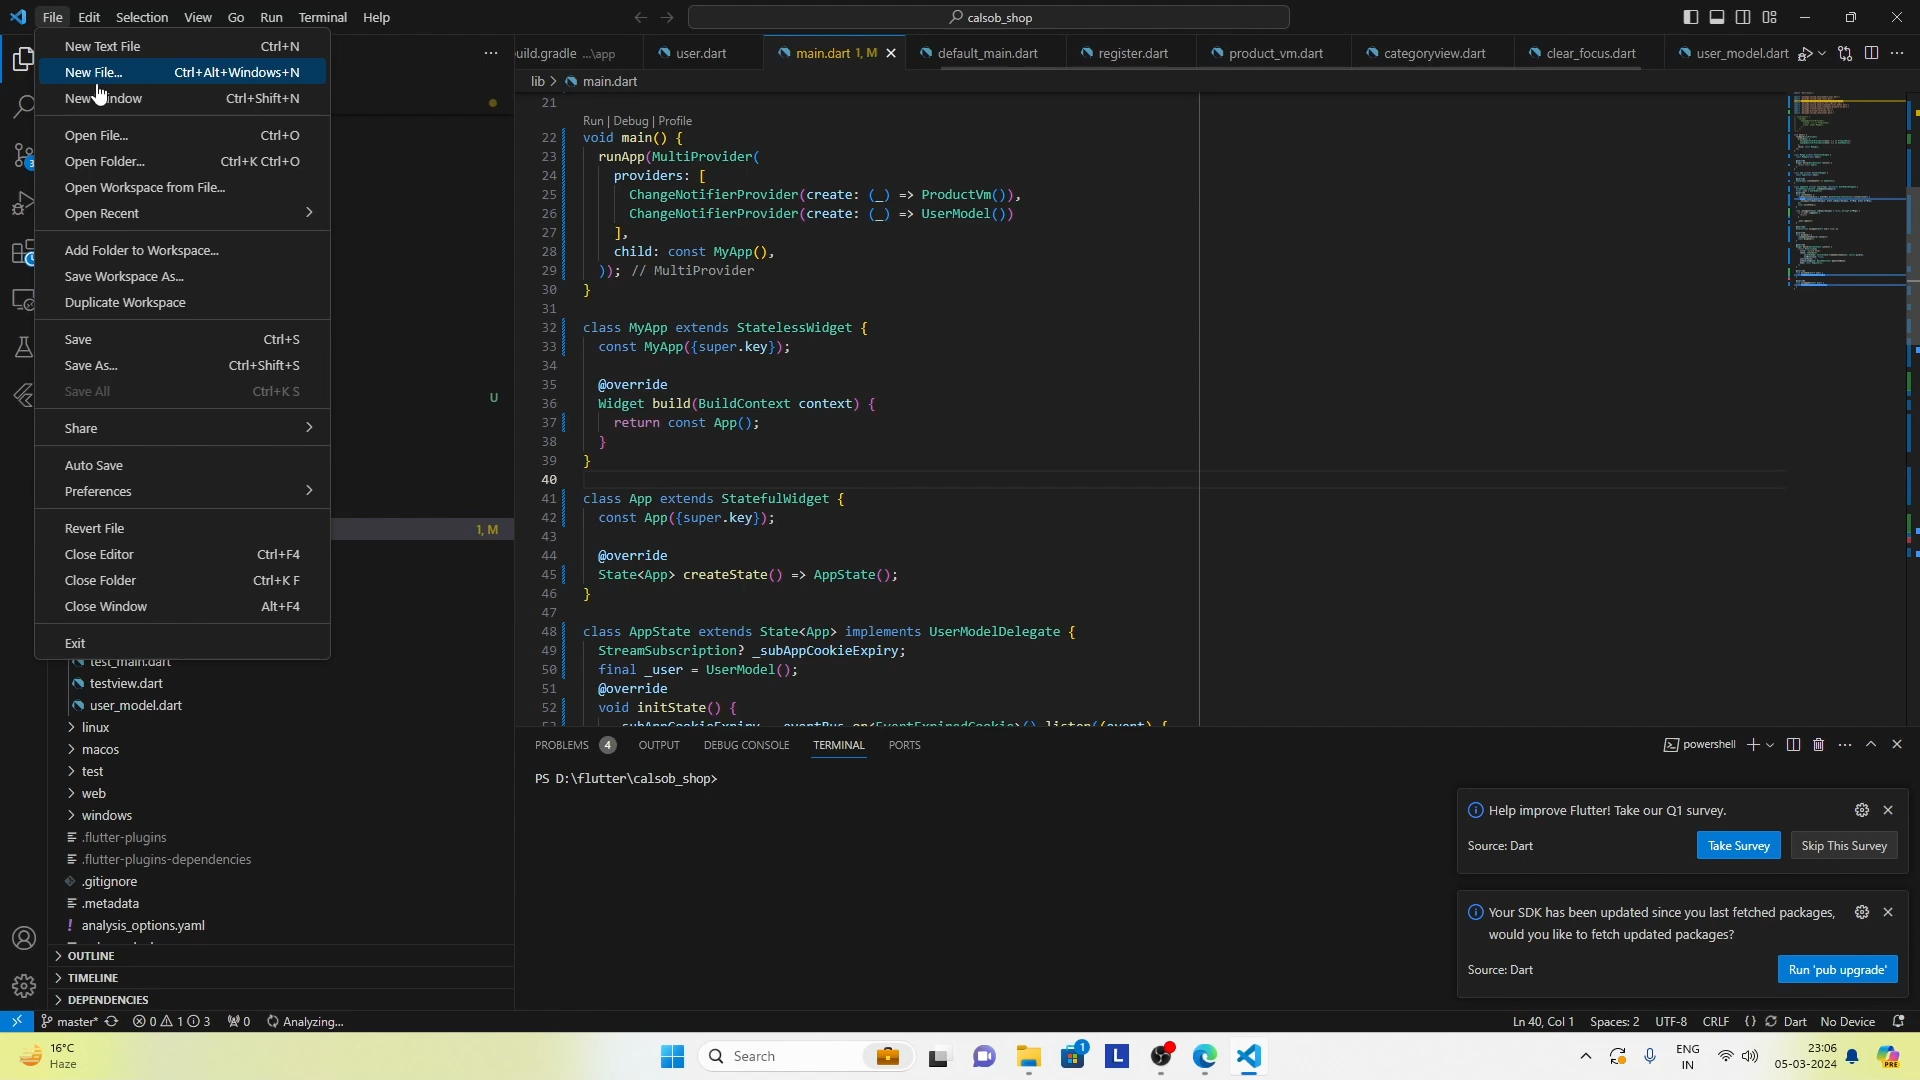 File Edit Selection View Go Run Terminal Help
calsob_shop
New Text File Ctrl+N
New File... Ctrl+Alt+Windows+N
New Window Ctrl+Shift+N
Open File... Ctrl+O
Open Folder... Ctrl+K Ctrl+O
Open Workspace from File...
Open Recent
Add Folder to Workspace...
Save Workspace As...
Duplicate Workspace
Save Ctrl+S
Save As... Ctrl+Shift+S
Save All Ctrl+K S
Share
Auto Save
Preferences
Revert File
Close Editor Ctrl+F4
Close Folder Ctrl+K F
Close Window Alt+F4
Exit
3
U
1, M
test_main.dart
testview.dart
user_model.dart
linux
macos
test
web
windows
.flutter-plugins
.flutter-plugins-dependencies
.gitignore
.metadata
analysis_options.yaml
OUTLINE
TIMELINE
DEPENDENCIES
build.gradle ...\app user.dart main.dart 1, M default_main.dart register.dart product_vm.dart categoryview.dart clear_focus.dart user_model.dart
lib > main.dart
21
Run | Debug | Profile
22 void main() {
23 runApp(MultiProvider(
24 providers: [
25 ChangeNotifierProvider(create: (_) => ProductVm()),
26 ChangeNotifierProvider(create: (_) => UserModel())
27 ],
28 child: const MyApp(),
29 )); // MultiProvider
30 }
31
32 class MyApp extends StatelessWidget {
33 const MyApp({super.key});
34
35 @override
36 Widget build(BuildContext context) {
37 return const App();
38 }
39 }
40
41 class App extends StatefulWidget {
42 const App({super.key});
43
44 @override
45 State<App> createState() => AppState();
46 }
47
48 class AppState extends State<App> implements UserModelDelegate {
49 StreamSubscription? _subAppCookieExpiry;
50 final _user = UserModel();
51 @override
52 void initState() {
PROBLEMS 4 OUTPUT DEBUG CONSOLE TERMINAL PORTS
powershell
PS D:\flutter\calsob_shop>
Help improve Flutter! Take our Q1 survey.
Source: Dart Take Survey Skip This Survey
Your SDK has been updated since you last fetched packages,
would you like to fetch updated packages?
Source: Dart Run 'pub upgrade'
master* 0 1 3 0 Analyzing... Ln 40, Col 1 Spaces: 2 UTF-8 CRLF {} Dart No Device
16°C
Haze
Search
1
L
ENG
IN
23:06
05-03-2024
PRE